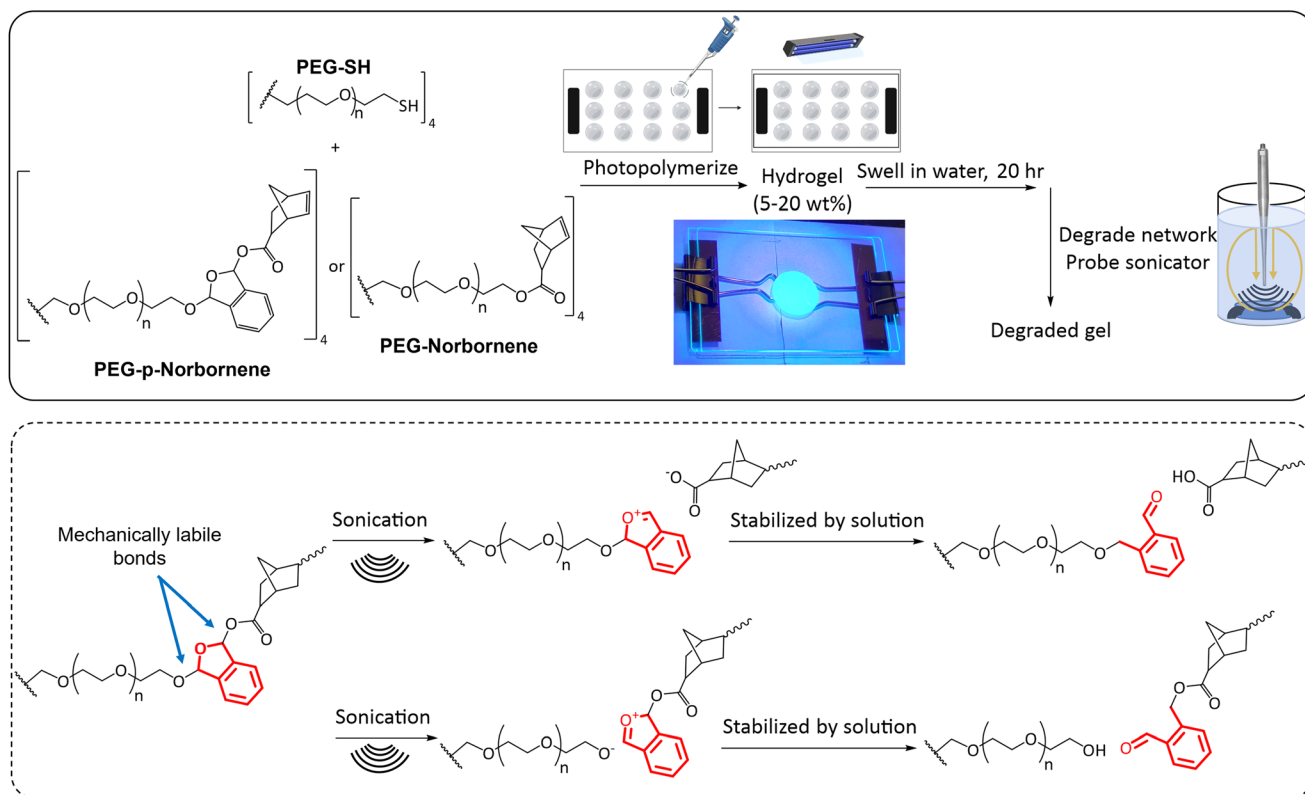 PEG-SH
O
n
SH
4
+
O
O
O
O
O
n
O
O
4
PEG-p-Norbornene
or
O
O
n
O
O
4
PEG-Norbornene
Photopolymerize
Hydrogel
(5-20 wt%)
Swell in water, 20 hr
Degrade network
Probe sonicator
Degraded gel
Mechanically labile
bonds
O
O
n
O
O
O
O
Sonication
O
O
n
O
O+
-O
O
Stabilized by solution
O
O
n
O
O
HO
O
Sonication
O
O
n
O-
O+
O
O
Stabilized by solution
O
O
n
OH
O
O
O